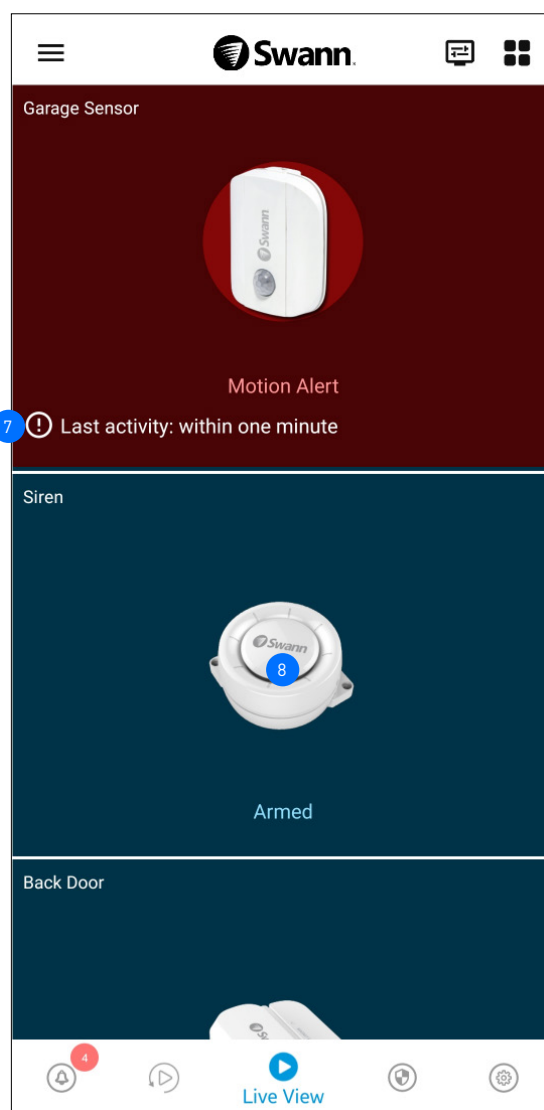 Swann.
Garage Sensor
Swann
Motion Alert
7
Last activity: within one minute
Siren
Swann
8
Armed
Back Door
4
Live View